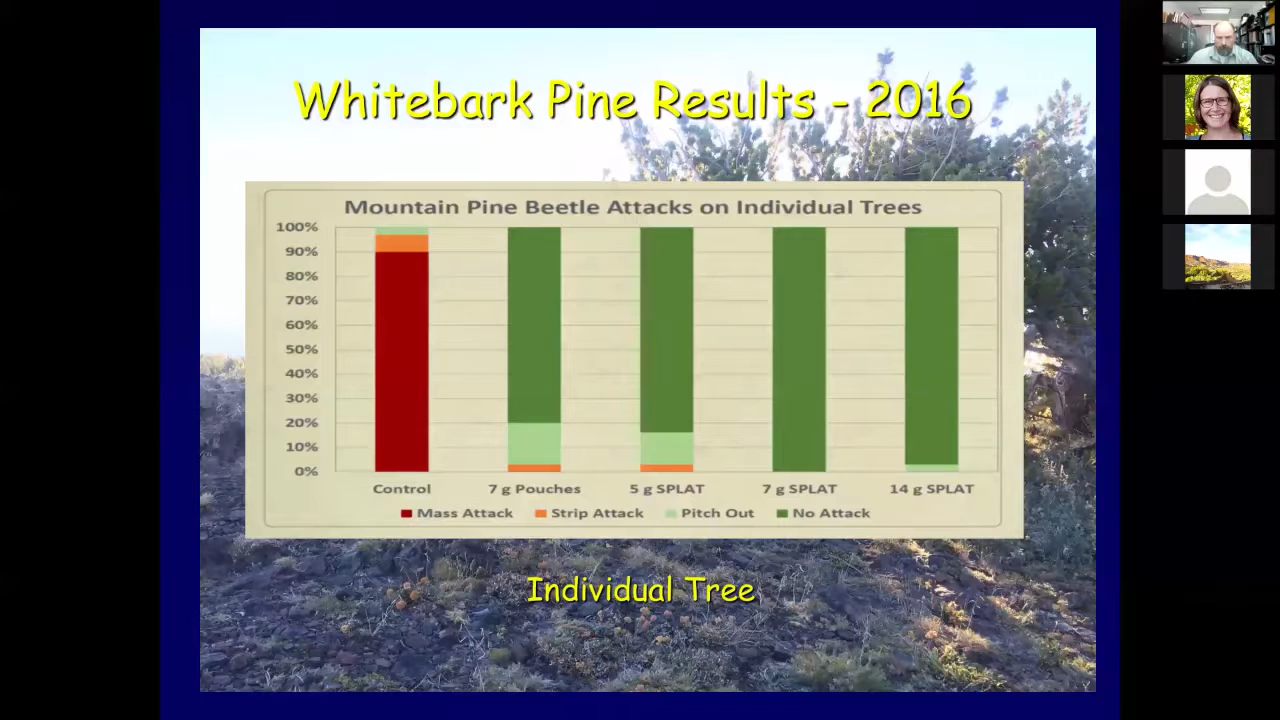 Whitebark Pine Results - 2016
Mountain Pine Beetle Attacks on Individual Trees
100%
90%
80%
70%
60%
50%
40%
30%
20%
10%
0%
Control 7 g Pouches 5 g SPLAT 7 g SPLAT 14 g SPLAT
Mass Attack Strip Attack Pitch Out No Attack
Individual Tree